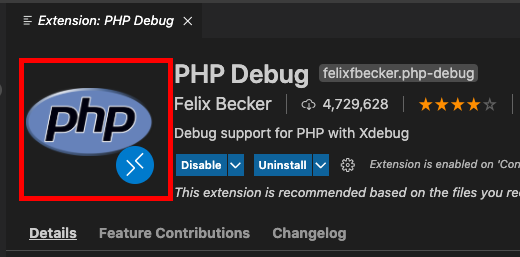 Extension: PHP Debug
php
PHP Debug felixfbecker.php-debug
Felix Becker 4,729,628
Debug support for PHP with Xdebug
Disable Uninstall Extension is enabled on 'Con
This extension is recommended based on the files you rec
Details Feature Contributions Changelog